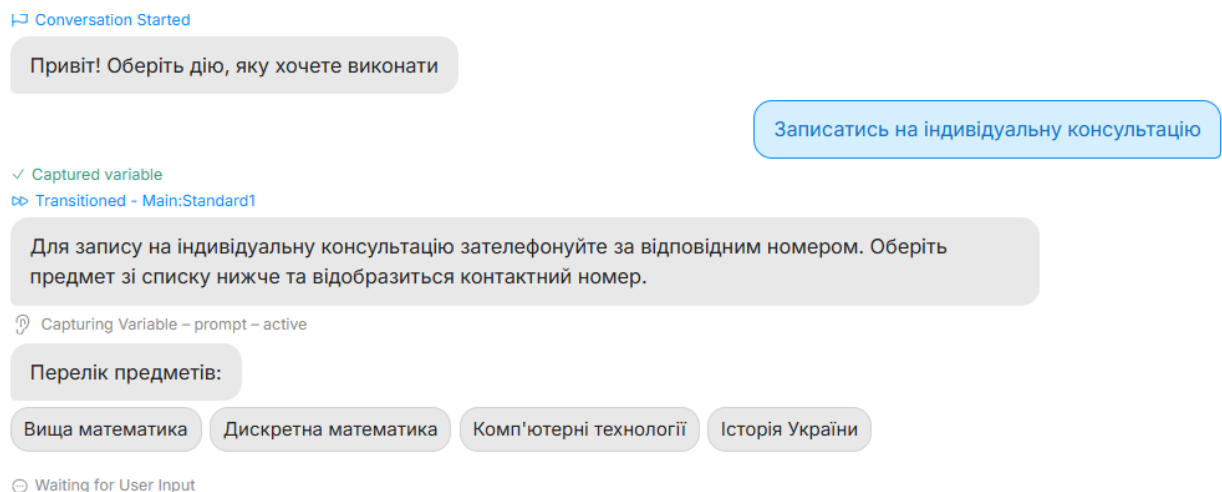 Conversation Started
Привіт! Оберіть дію, яку хочете виконати
Записатись на індивідуальну консультацію
Captured variable
Transitioned - Main:Standard1
Для запису на індивідуальну консультацію зателефонуйте за відповідним номером. Оберіть
предмет зі списку нижче та відобразиться контактний номер.
Capturing Variable – prompt – active
Перелік предметів:
Вища математика Дискретна математика Комп'ютерні технології Історія України
Waiting for User Input